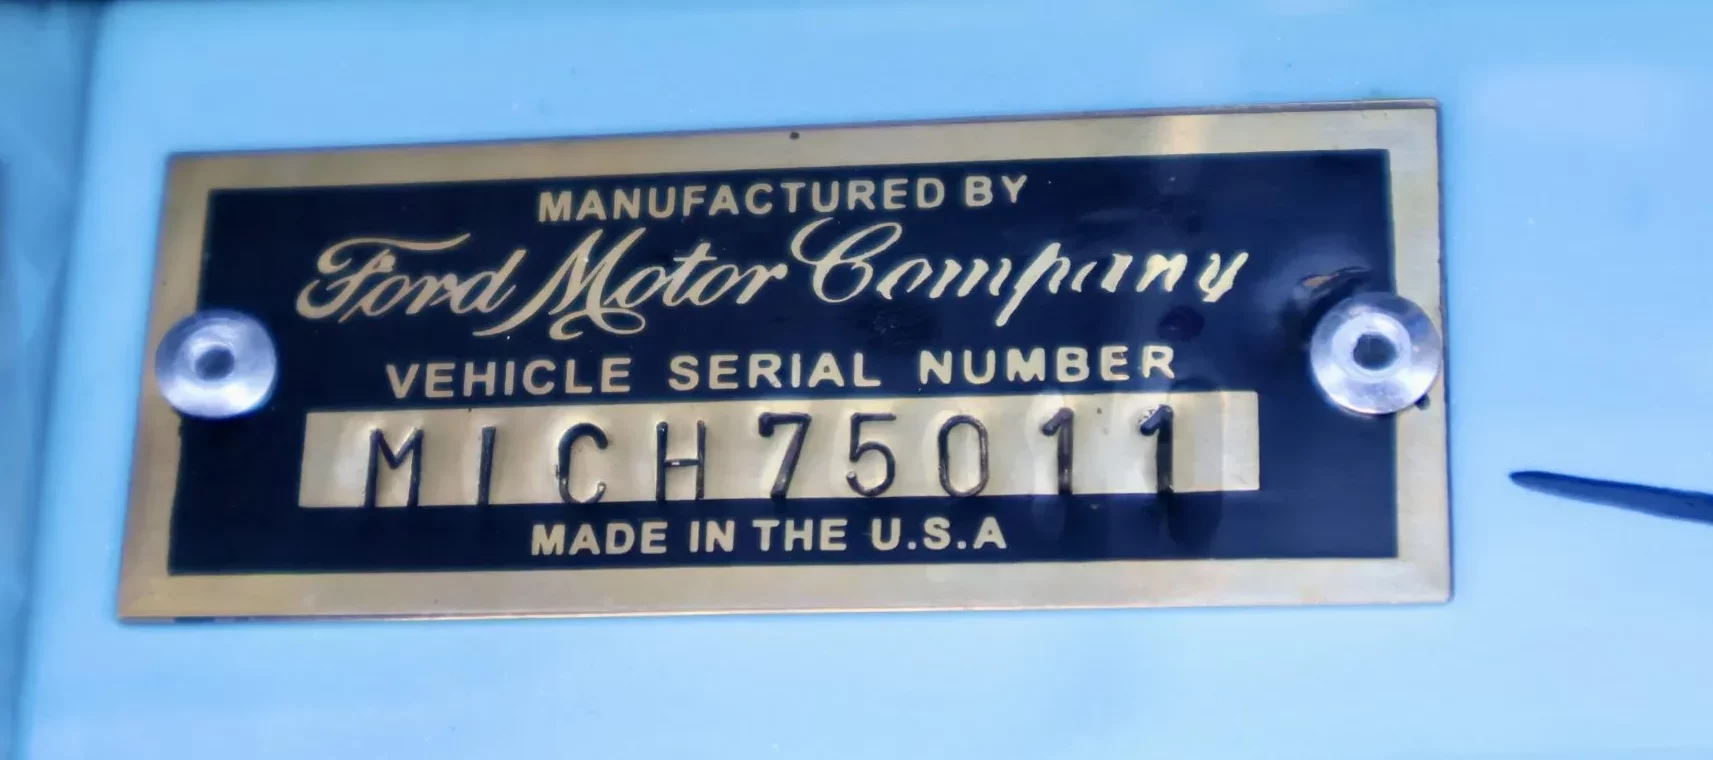 MANUFACTURED BY
Ford Motor Company
VEHICLE SERIAL NUMBER
MICH75011
MADE IN THE U.S.A